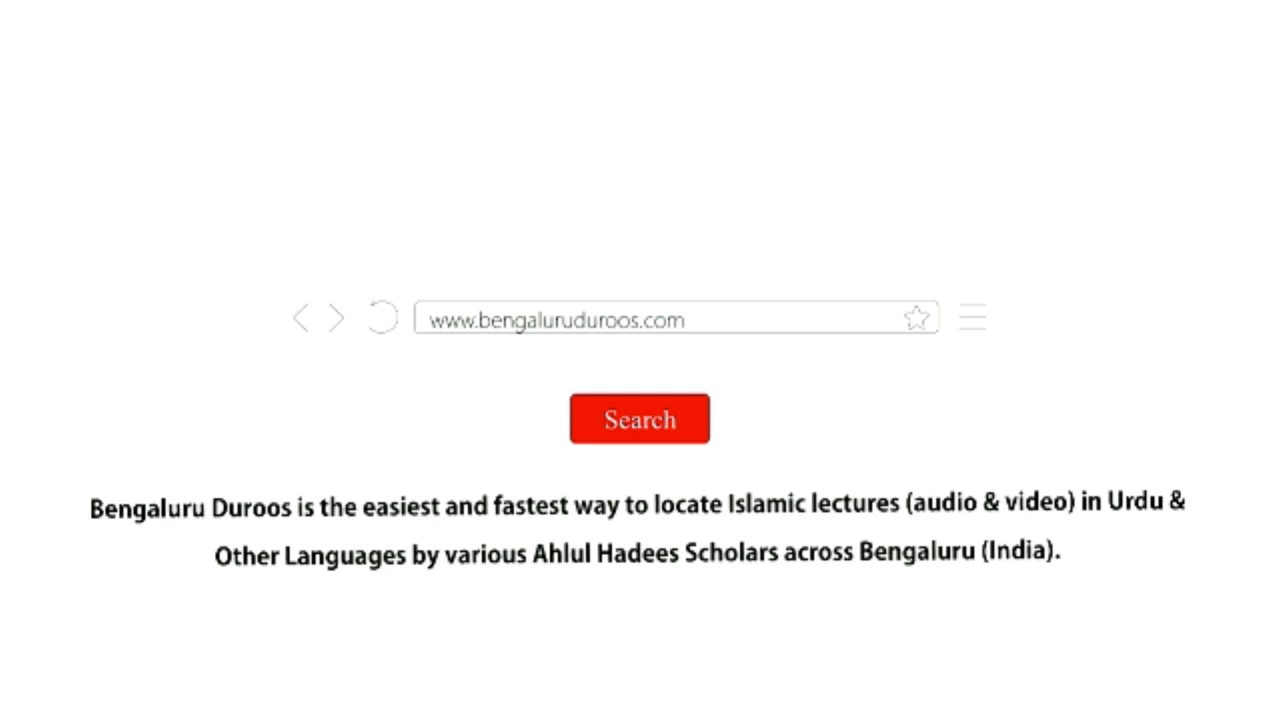 www.bengaluruduroos.com
Search
Bengaluru Duroos is the easiest and fastest way to locate Islamic lectures (audio & video) in Urdu &
Other Languages by various Ahlul Hadees Scholars across Bengaluru (India).